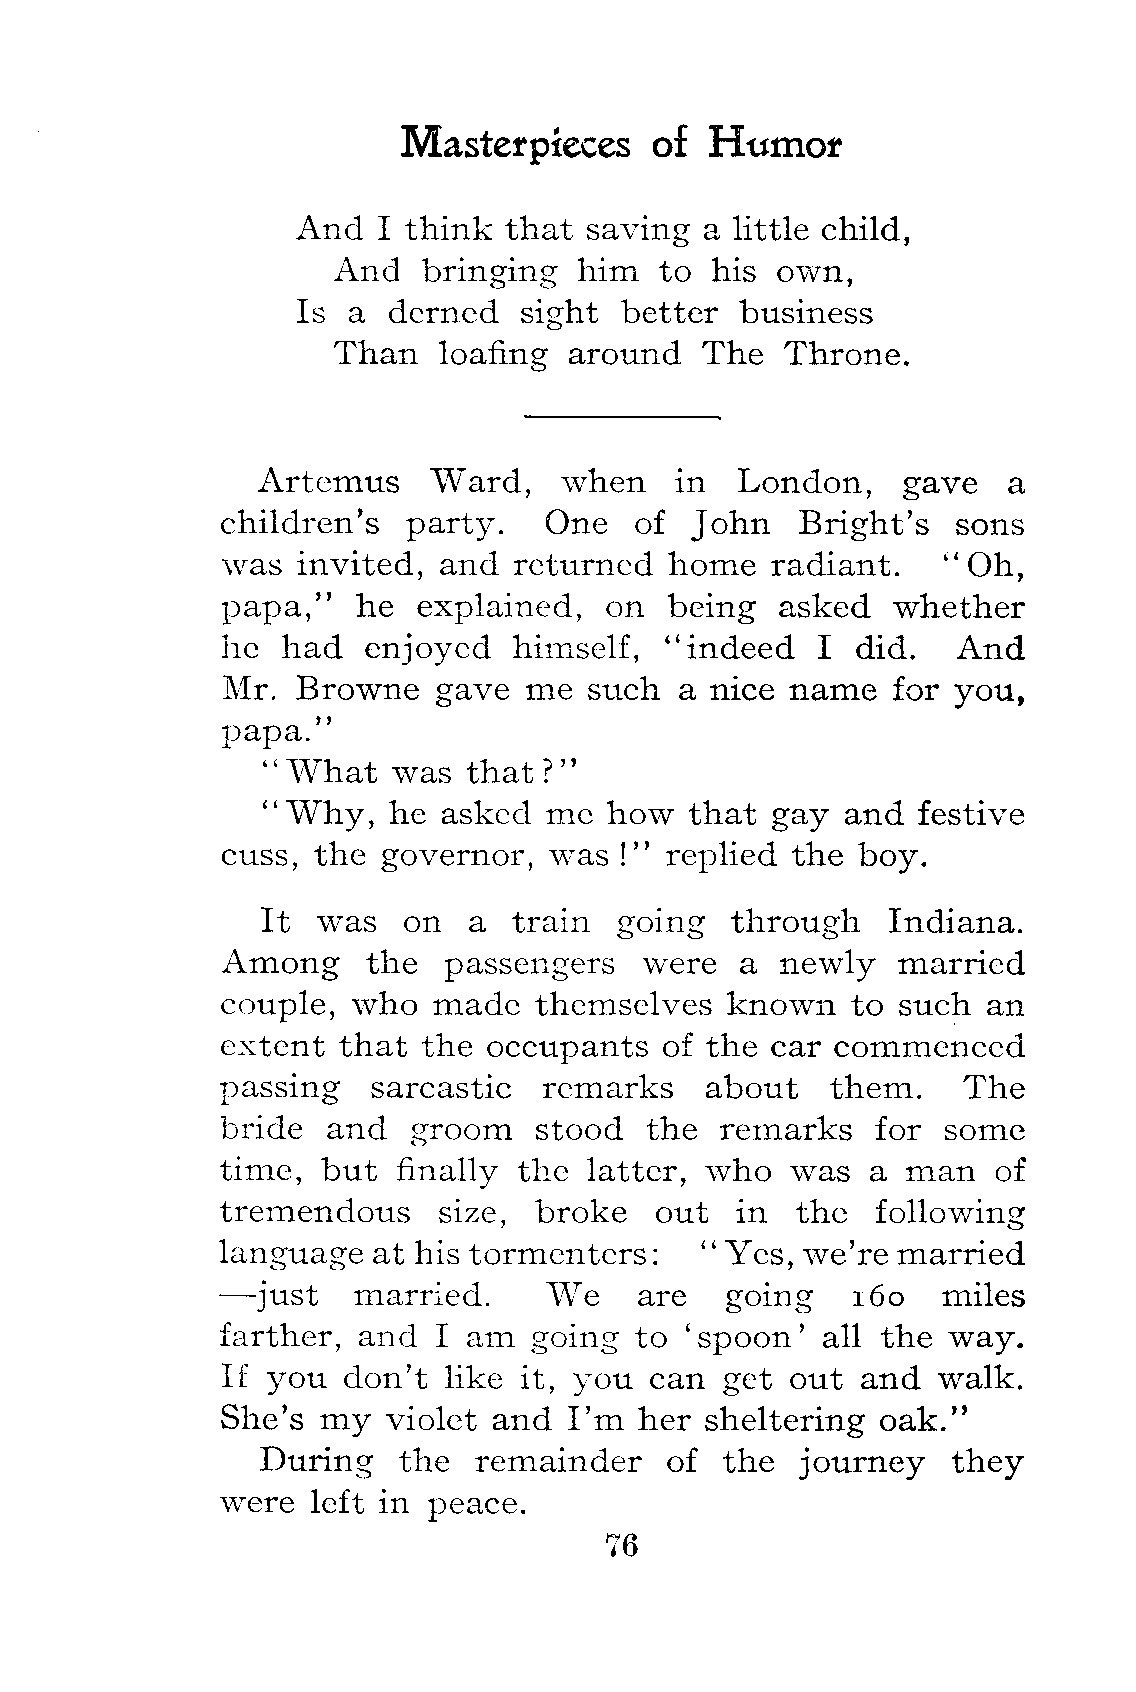 Masterpieces of Humor
And I think that saving a little child,
And bringing him to his own,
Is a derned sight better business
Than loafing around The Throne.
Artemus Ward, when in London, gave a
children's party. One of John Bright's sons
was invited, and returned home radiant. "Oh,
papa," he explained, on being asked whether
he had enjoyed himself, "indeed I did. And
Mr. Browne gave me such a nice name for you,
papa."
"What was that?"
"Why, he asked me how that gay and festive
cuss, the governor, was!" replied the boy.
It was on a train going through Indiana.
Among the passengers were a newly married
couple, who made themselves known to such an
extent that the occupants of the car commenced
passing sarcastic remarks about them. The
bride and groom stood the remarks for some
time, but finally the latter, who was a man of
tremendous size, broke out in the following
language at his tormenters: "Yes, we're married
—just married. We are going 160 miles
farther, and I am going to 'spoon' all the way.
If you don't like it, you can get out and walk.
She's my violet and I'm her sheltering oak."
During the remainder of the journey they
were left in peace.
76